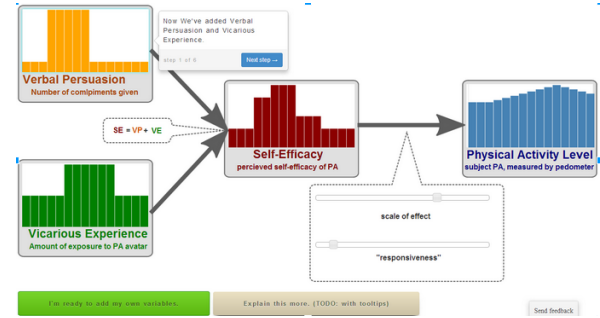 Now We've added Verbal
Persuasion and Vicarious
Experience.
step 1 of 9
Next step →
Verbal Persuasion
Number of comlpiments given
SE = VP + VE
Self-Efficacy
percieved self-efficacy of PA
Physical Activity Level
subject PA, measured by pedometer
Vicarious Experience
Amount of exposure to PA avatar
scale of effect
"responsiveness"
I'm ready to add my own variables.
Explain this more. (TODO: with tooltips)
Send feedback